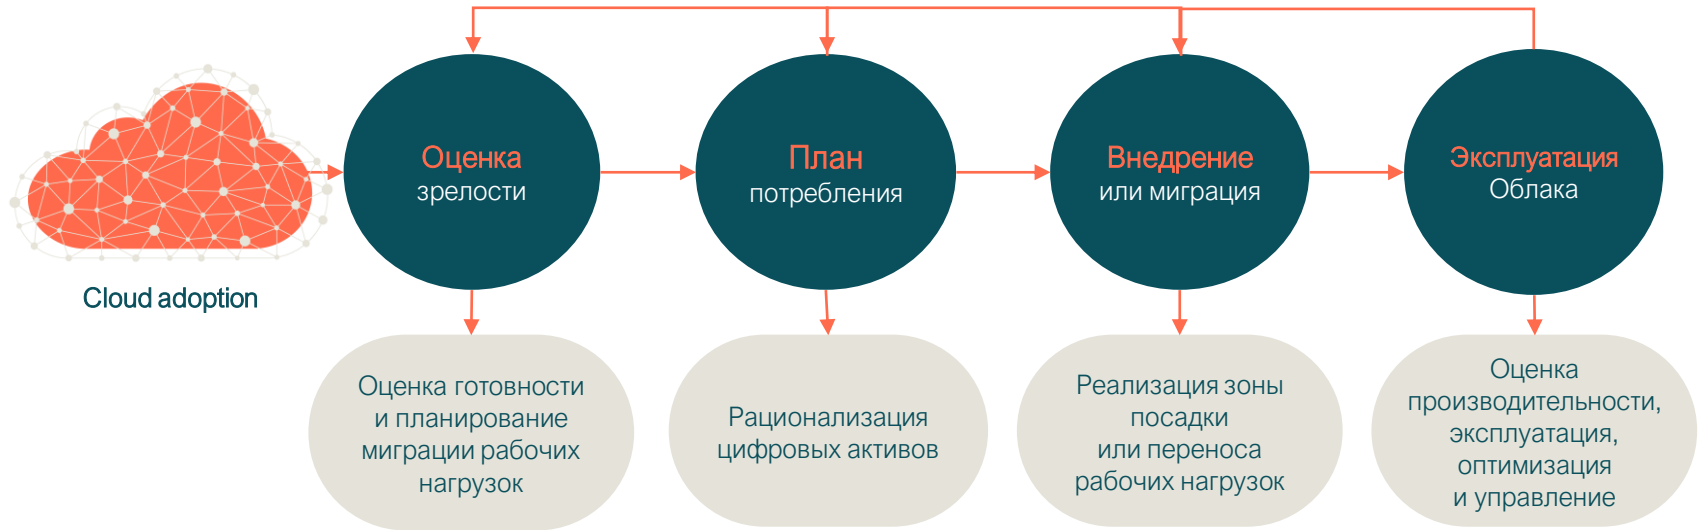 Cloud adoption
Оценка
зрелости
План
потребления
Внедрение
или миграция
Эксплуатация
Облака
Оценка готовности
и планирование
миграции рабочих
нагрузок
Рационализация
цифровых активов
Реализация зоны
посадки
или переноса
рабочих нагрузок
Оценка
производительности,
эксплуатация,
оптимизация
и управление